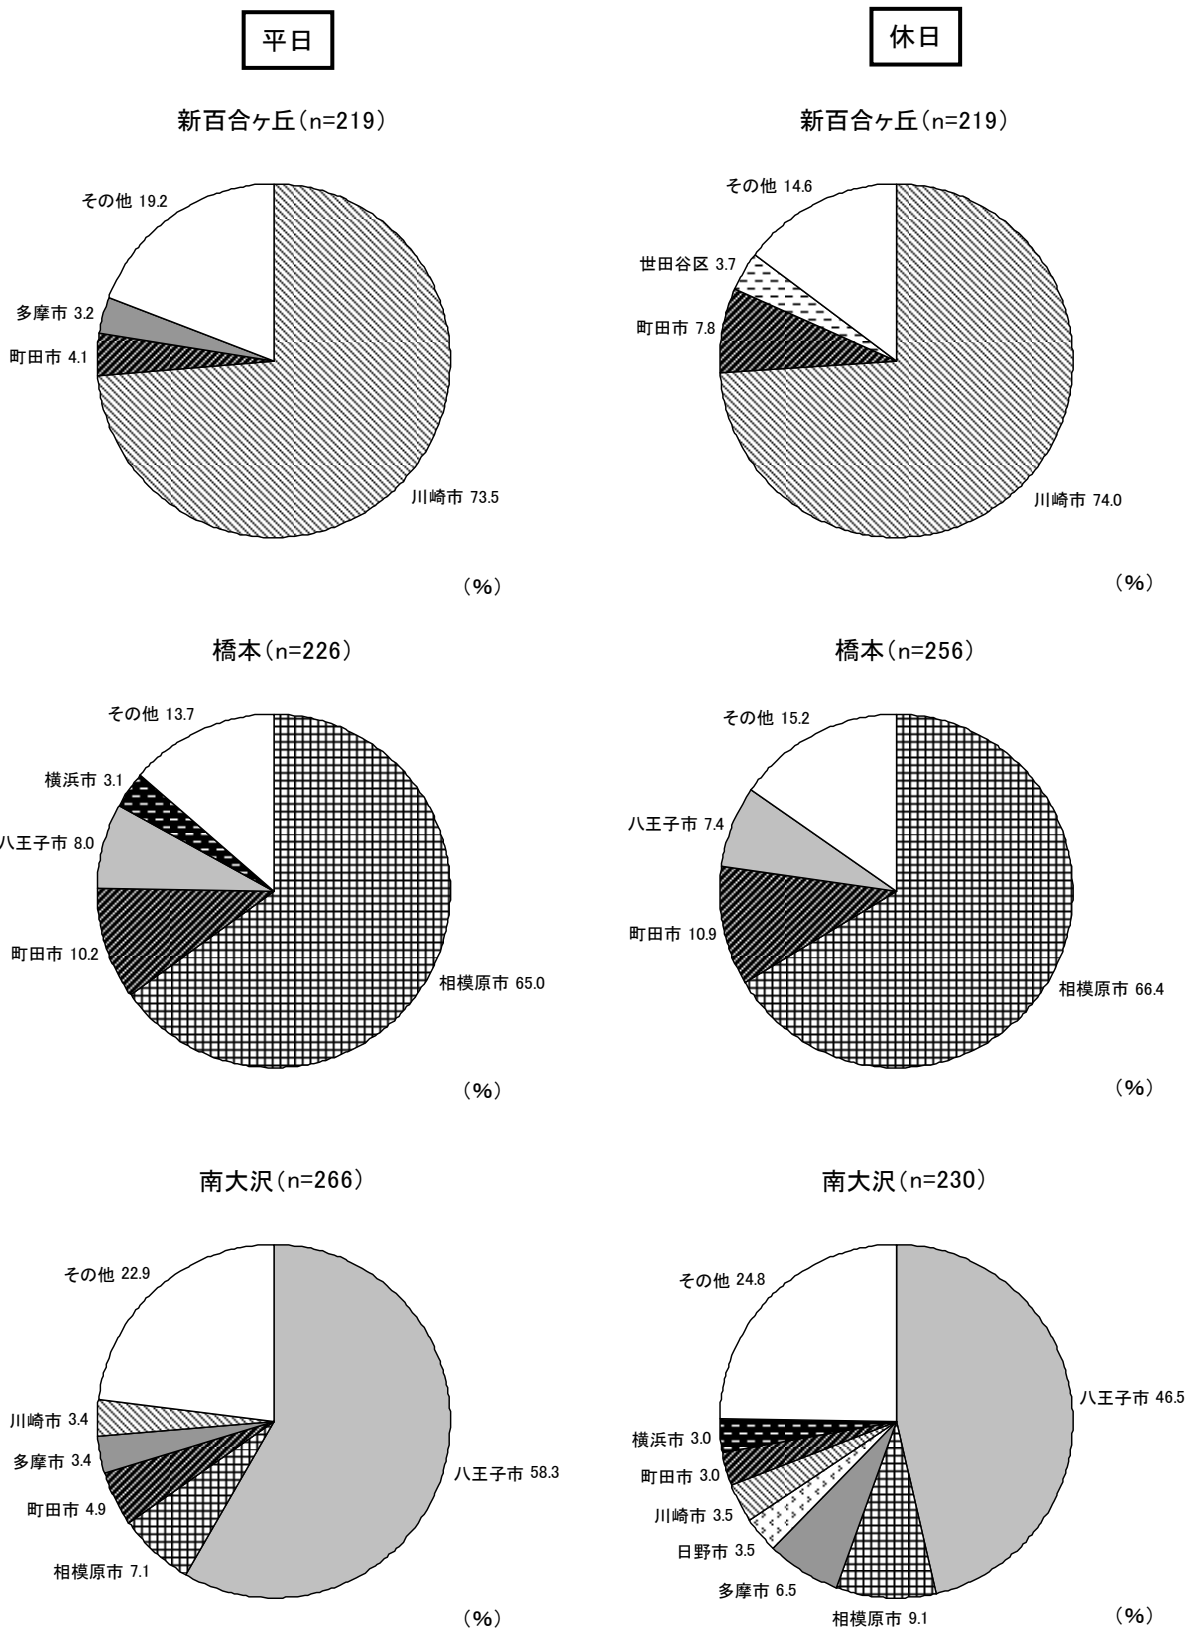 平日
休日
新百合ヶ丘(n=219)
その他 19.2
多摩市 3.2
町田市 4.1
川崎市 73.5
(%)
新百合ヶ丘(n=219)
その他 14.6
世田谷区 3.7
町田市 7.8
川崎市 74.0
(%)
橋本(n=226)
その他 13.7
横浜市 3.1
八王子市 8.0
町田市 10.2
相模原市 65.0
(%)
橋本(n=256)
その他 15.2
八王子市 7.4
町田市 10.9
相模原市 66.4
(%)
南大沢(n=266)
その他 22.9
川崎市 3.4
多摩市 3.4
町田市 4.9
相模原市 7.1
八王子市 58.3
(%)
南大沢(n=230)
その他 24.8
八王子市 46.5
横浜市 3.0
町田市 3.0
川崎市 3.5
日野市 3.5
多摩市 6.5
相模原市 9.1
(%)